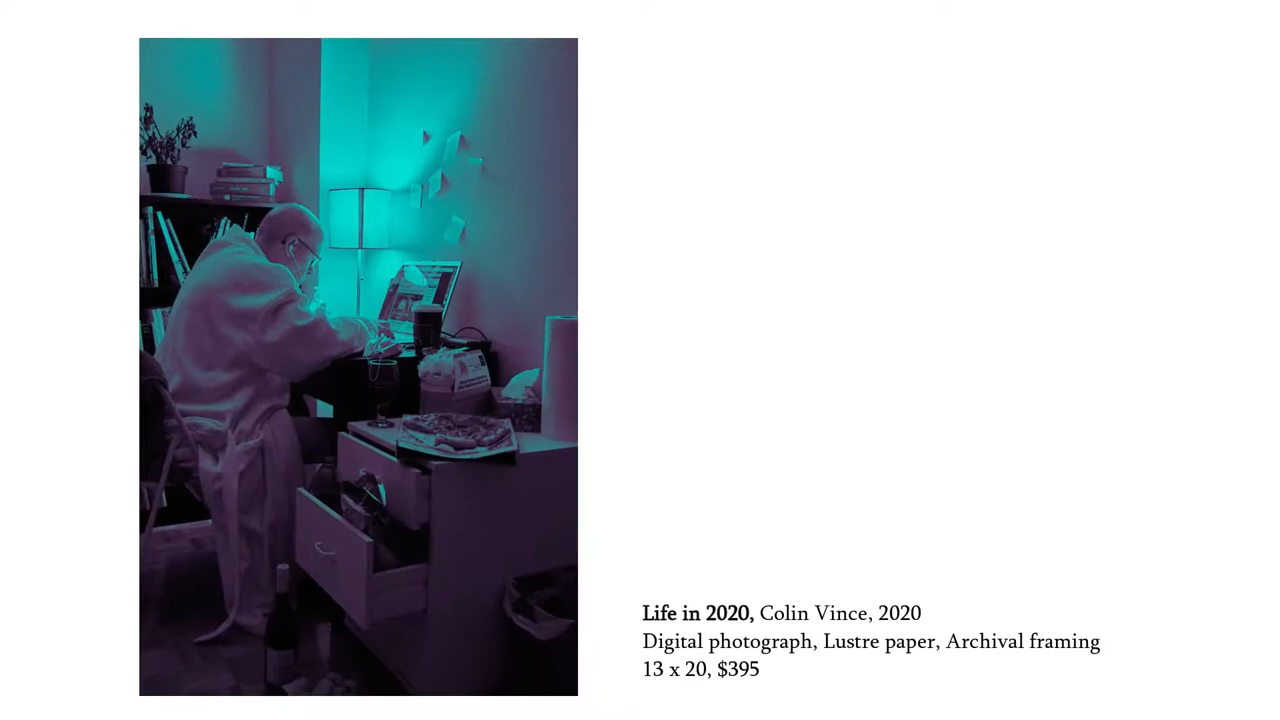 Life in 2020, Colin Vince, 2020
Digital photograph, Lustre paper, Archival framing
13 x 20, $395